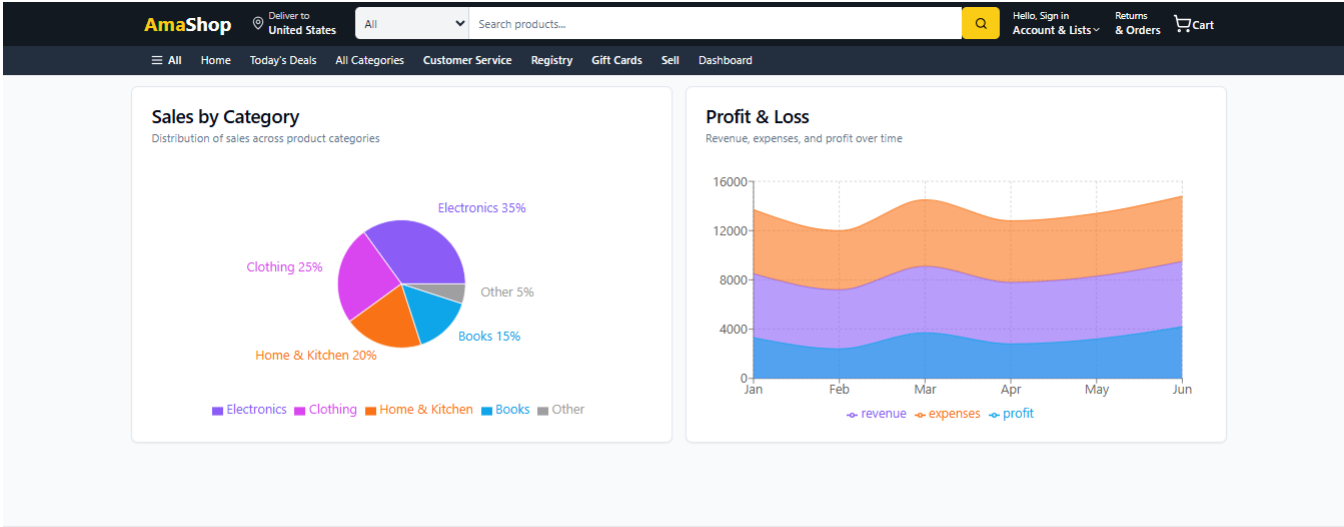 AmaShop
Deliver to
United States
All
Search products...
Hello, Sign in
Account & Lists
Returns
& Orders
Cart
All Home Today's Deals All Categories Customer Service Registry Gift Cards Sell Dashboard
Sales by Category
Distribution of sales across product categories
Electronics 35%
Clothing 25%
Other 5%
Books 15%
Home & Kitchen 20%
Electronics Clothing Home & Kitchen Books Other
Profit & Loss
Revenue, expenses, and profit over time
16000
12000
8000
4000
0
Jan Feb Mar Apr May Jun
revenue expenses profit